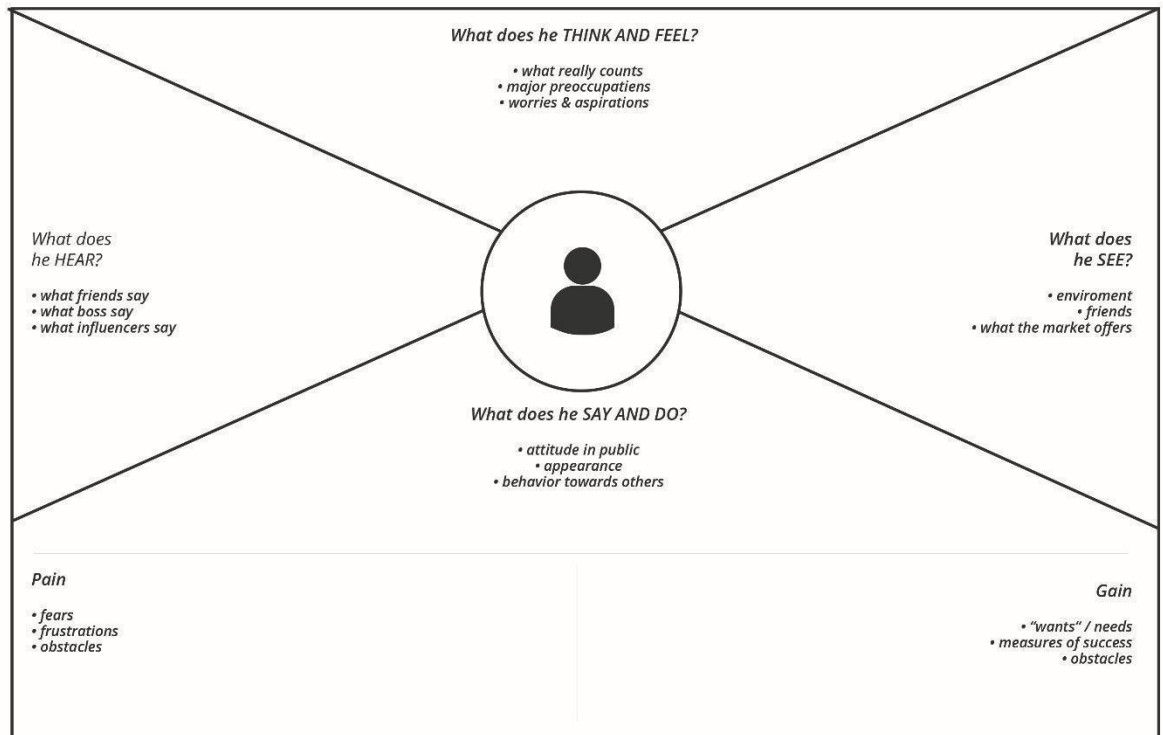 What does he THINK AND FEEL?
• what really counts
• major preoccupatiens
• worries & aspirations
What does
he HEAR?
• what friends say
• what boss say
• what influencers say
What does
he SEE?
• enviroment
• friends
• what the market offers
What does he SAY AND DO?
• attitude in public
• appearance
• behavior towards others
Pain
• fears
• frustrations
• obstacles
Gain
• “wants” / needs
• measures of success
• obstacles